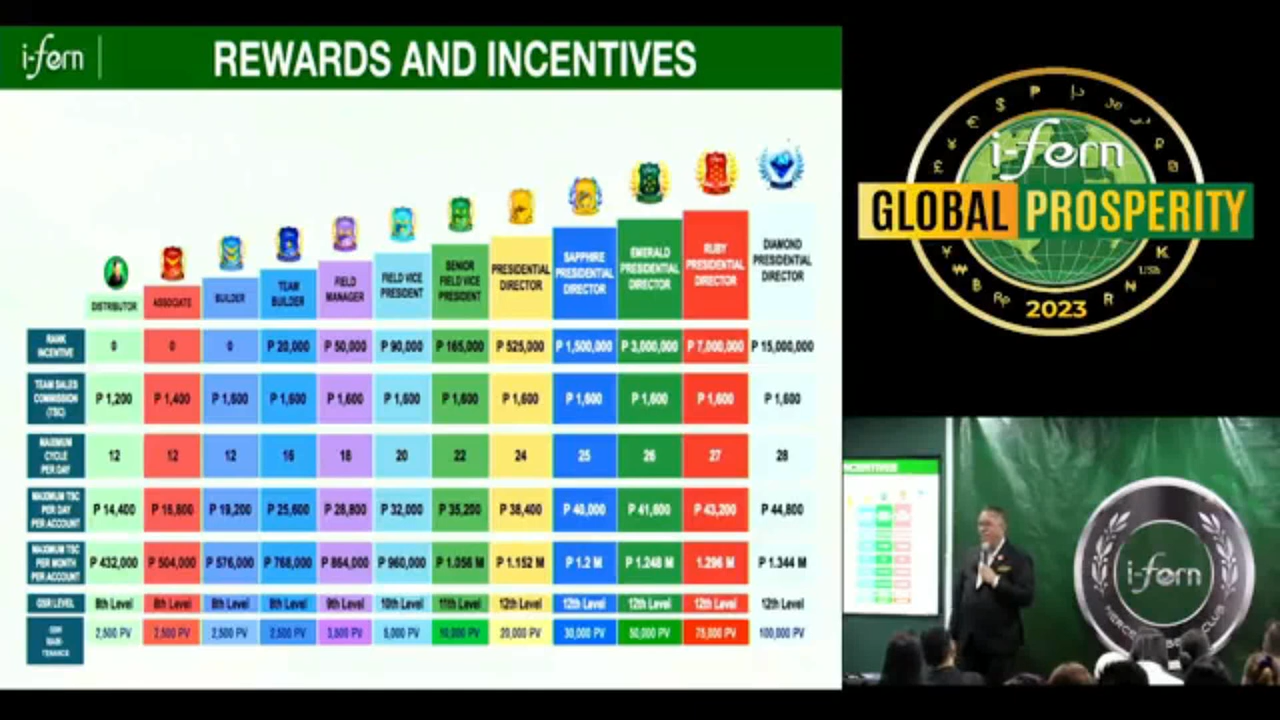 i-fern
REWARDS AND INCENTIVES
DISTRIBUTOR
ASSOCIATE
BUILDER
TEAM
BUILDER
FIELD
MANAGER
FIELD VICE
PRESIDENT
SENIOR
FIELD VICE
PRESIDENT
PRESIDENTIAL
DIRECTOR
SAPPHIRE
PRESIDENTIAL
DIRECTOR
EMERALD
PRESIDENTIAL
DIRECTOR
RUBY
PRESIDENTIAL
DIRECTOR
DIAMOND
PRESIDENTIAL
DIRECTOR
RANK
INCENTIVE
0 0 0 P 20,000 P 50,000 P 90,000 P 165,000 P 525,000 P 1,500,000 P 3,000,000 P 7,000,000 P 15,000,000
TEAM SALES
COMMISSION
(TSC)
P 1,200 P 1,400 P 1,600 P 1,600 P 1,600 P 1,600 P 1,600 P 1,600 P 1,600 P 1,600 P 1,600 P 1,600
MAXIMUM
CYCLE
PER DAY
12 12 12 16 18 20 22 24 25 26 27 28
MAXIMUM TSC
PER DAY
PER ACCOUNT
P 14,400 P 16,800 P 19,200 P 25,600 P 28,800 P 32,000 P 35,200 P 38,400 P 40,000 P 41,600 P 43,200 P 44,800
MAXIMUM TSC
PER MONTH
PER ACCOUNT
P 432,000 P 504,000 P 576,000 P 768,000 P 864,000 P 960,000 P 1.056 M P 1.152 M P 1.2 M P 1.248 M 1.296 M P 1.344 M
GSR LEVEL
8th Level 8th Level 8th Level 8th Level 9th Level 10th Level 11th Level 12th Level 12th Level 12th Level 12th Level 12th Level
TENANCE
2,500 PV 2,500 PV 2,500 PV 2,500 PV 3,500 PV 5,000 PV 10,000 PV 20,000 PV 30,000 PV 50,000 PV 75,000 PV 100,000 PV
i-fern
GLOBAL PROSPERITY
2023
i-fern
CLUB